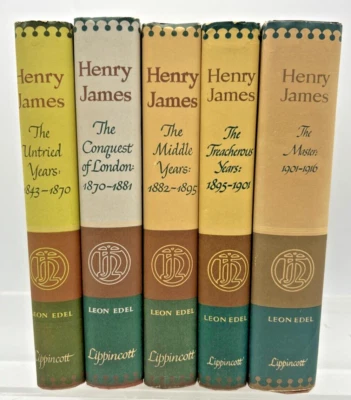 Henry
James
The
Untried
Years:
1843–1870
LEON EDEL
Lippincott
Henry
James
The
Conquest
of London:
1870–1881
LEON EDEL
Lippincott
Henry
James
The
Middle
Years:
1882–1895
LEON EDEL
Lippincott
Henry
James
The
Treacherous
Years:
1895–1901
LEON EDEL
Lippincott
Henry
James
The
Master:
1901–1916
LEON EDEL
Lippincott